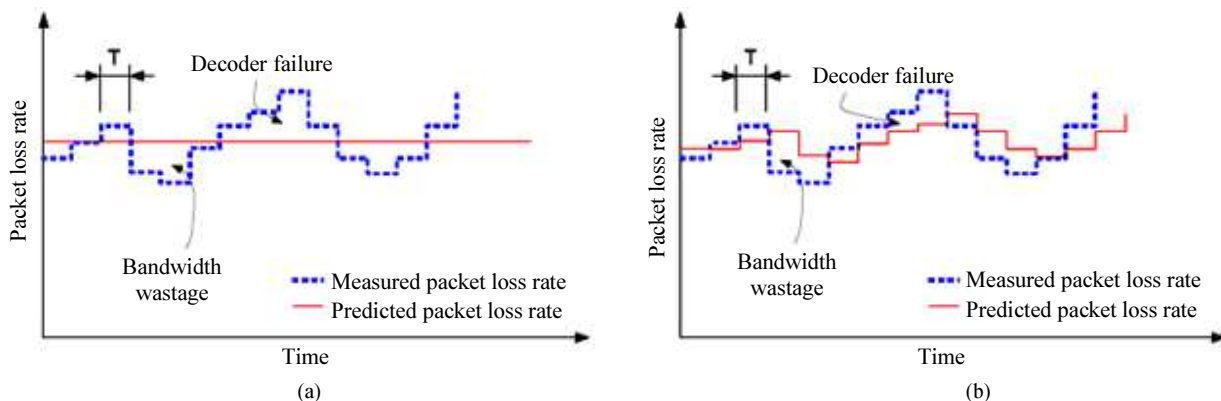 T
Decoder failure
Packet loss rate
Bandwidth
wastage
Measured packet loss rate
Predicted packet loss rate
Time
(a)
T
Decoder failure
Packet loss rate
Bandwidth
wastage
Measured packet loss rate
Predicted packet loss rate
Time
(b)